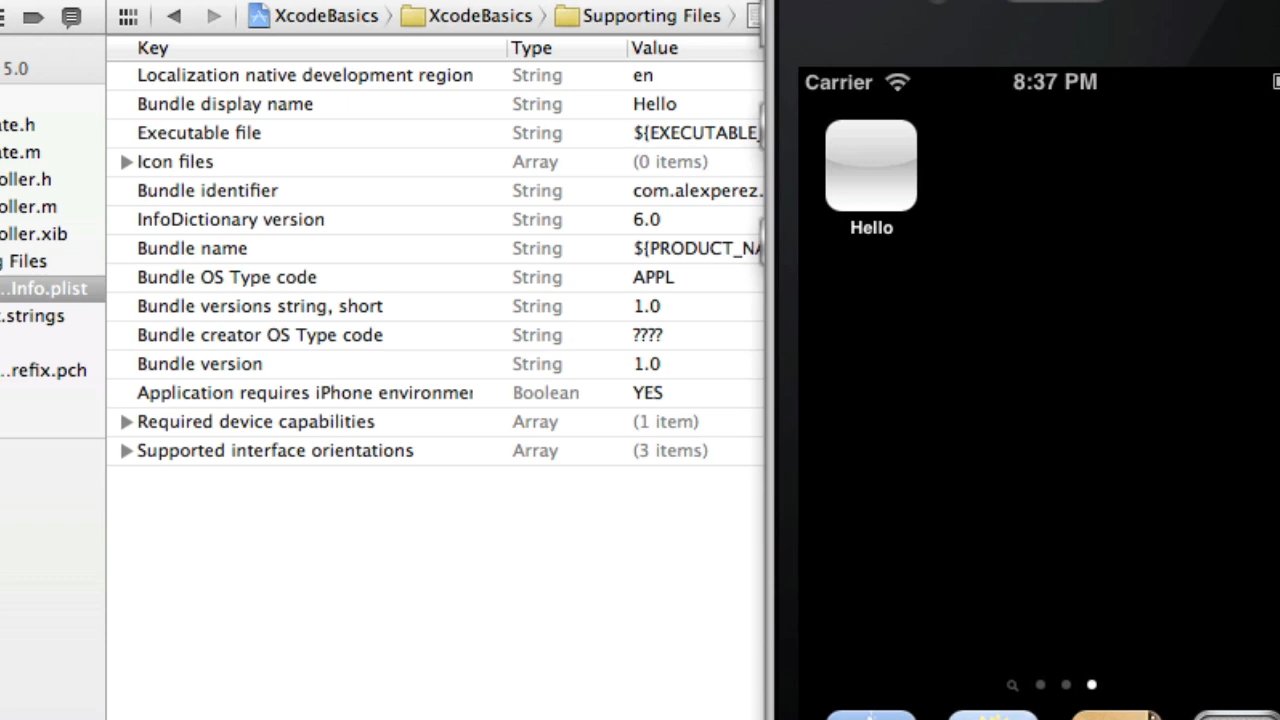 XcodeBasics XcodeBasics Supporting Files
Key Type Value
5.0
Localization native development region String en
Bundle display name String Hello
ate.h
Executable file String ${EXECUTABLE_
ate.m
Icon files Array (0 items)
oller.h
Bundle identifier String com.alexperez.
oller.m
InfoDictionary version String 6.0
oller.xib
Bundle name String ${PRODUCT_NA
g Files
Bundle OS Type code String APPL
...Info.plist
Bundle versions string, short String 1.0
t.strings
Bundle creator OS Type code String ????
Bundle version String 1.0
...refix.pch
Application requires iPhone environmer Boolean YES
Required device capabilities Array (1 item)
Supported interface orientations Array (3 items)
Carrier 8:37 PM
Hello